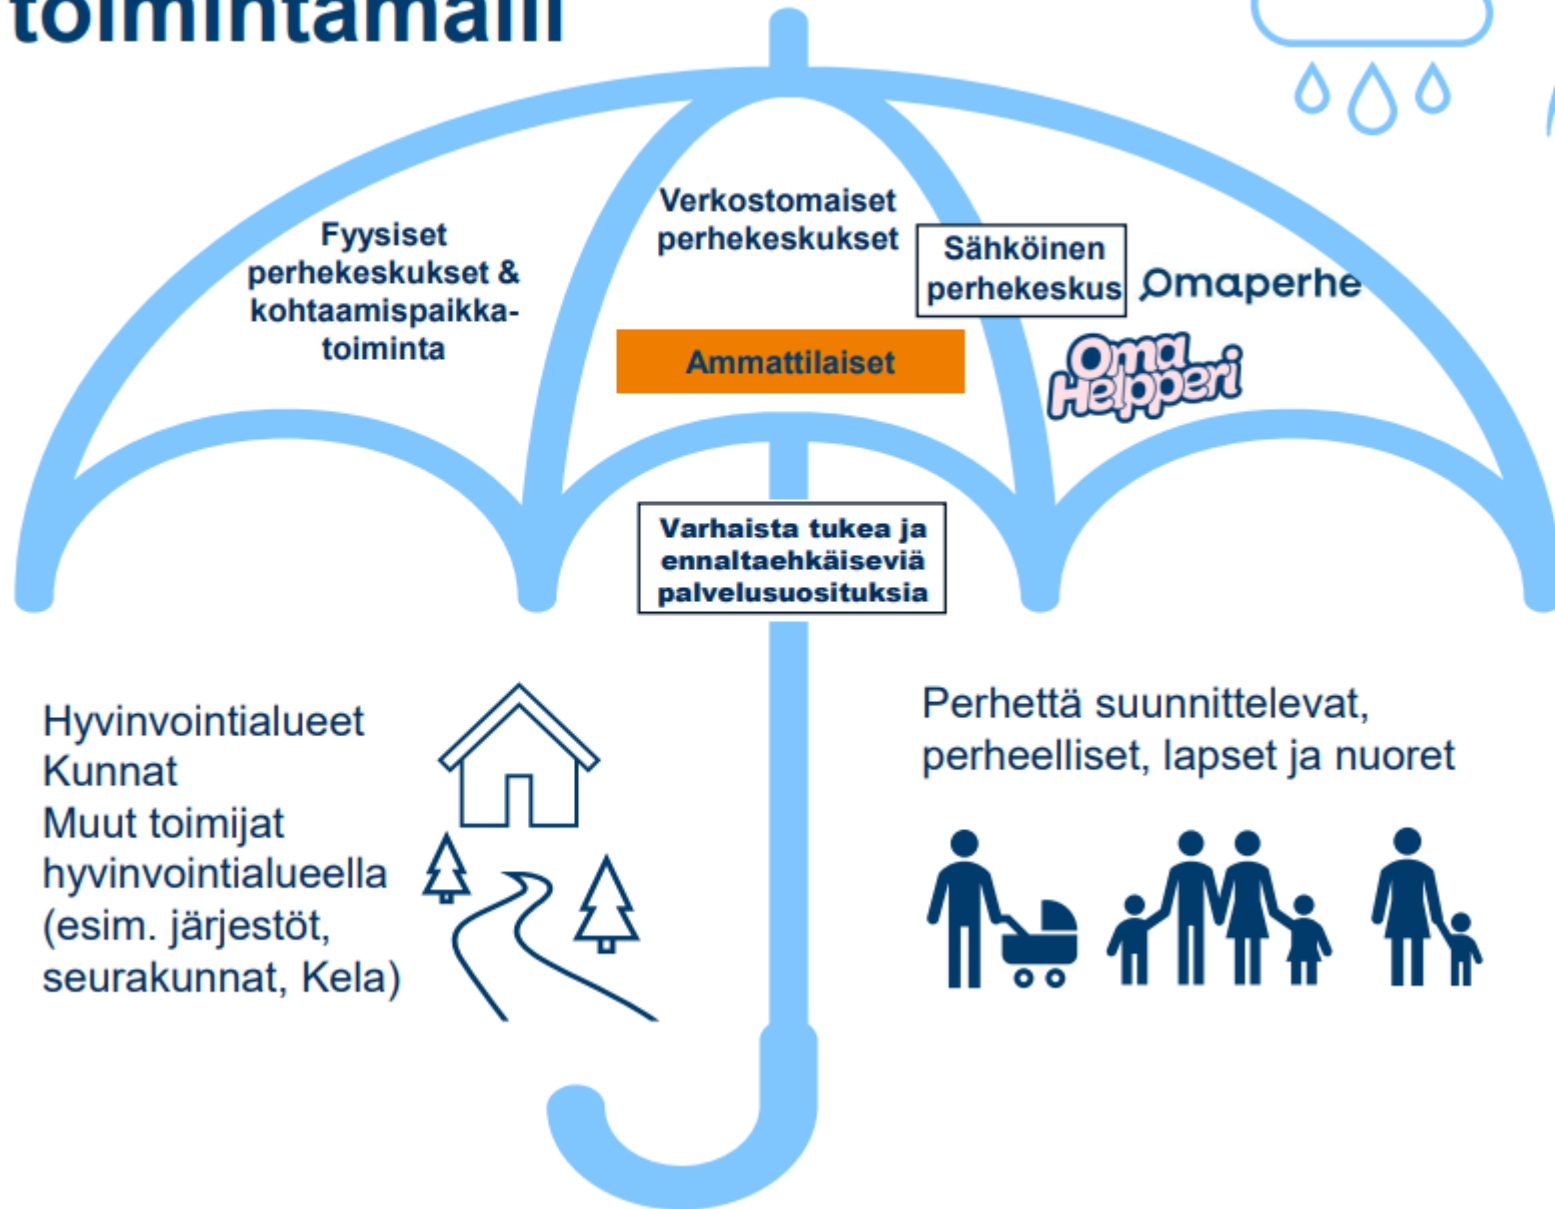 toimintamalli
Fyysiset
perhekeskukset &
kohtaamispaikka-
toiminta
Verkostomaiset
perhekeskukset
Sähköinen
perhekeskus
Omaperhe
Oma
Helpperi
Ammattilaiset
Varhaista tukea ja
ennaltaehkäiseviä
palvelusuosituksia
Hyvinvointialueet
Kunnat
Muut toimijat
hyvinvointialueella
(esim. järjestöt,
seurakunnat, Kela)
Perhettä suunnittelevat,
perheelliset, lapset ja nuoret